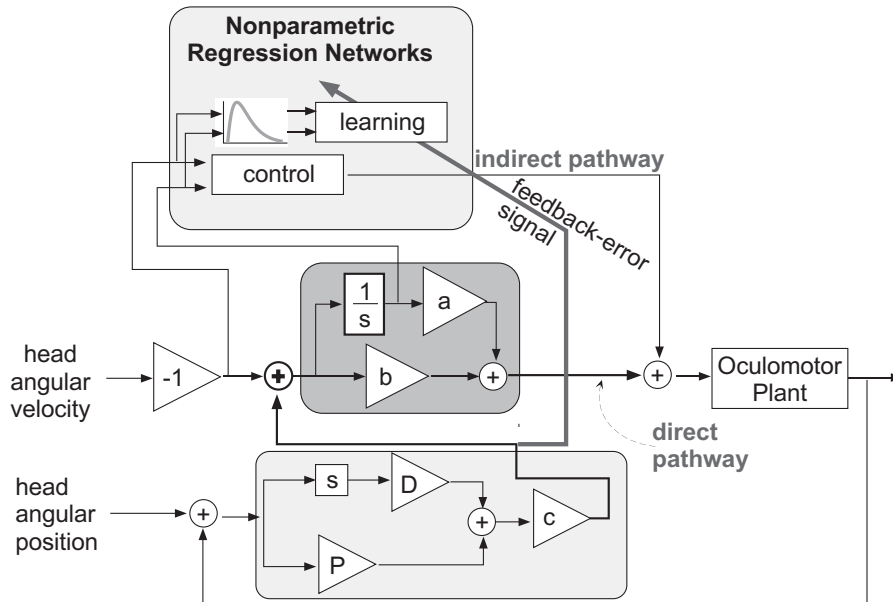 Nonparametric
Regression Networks
learning
control
indirect pathway
feedback-error
signal
1
s
a
head
angular
velocity
-1
+
b
+
+
Oculomotor
Plant
direct
pathway
head
angular
position
+
s
D
+
c
P